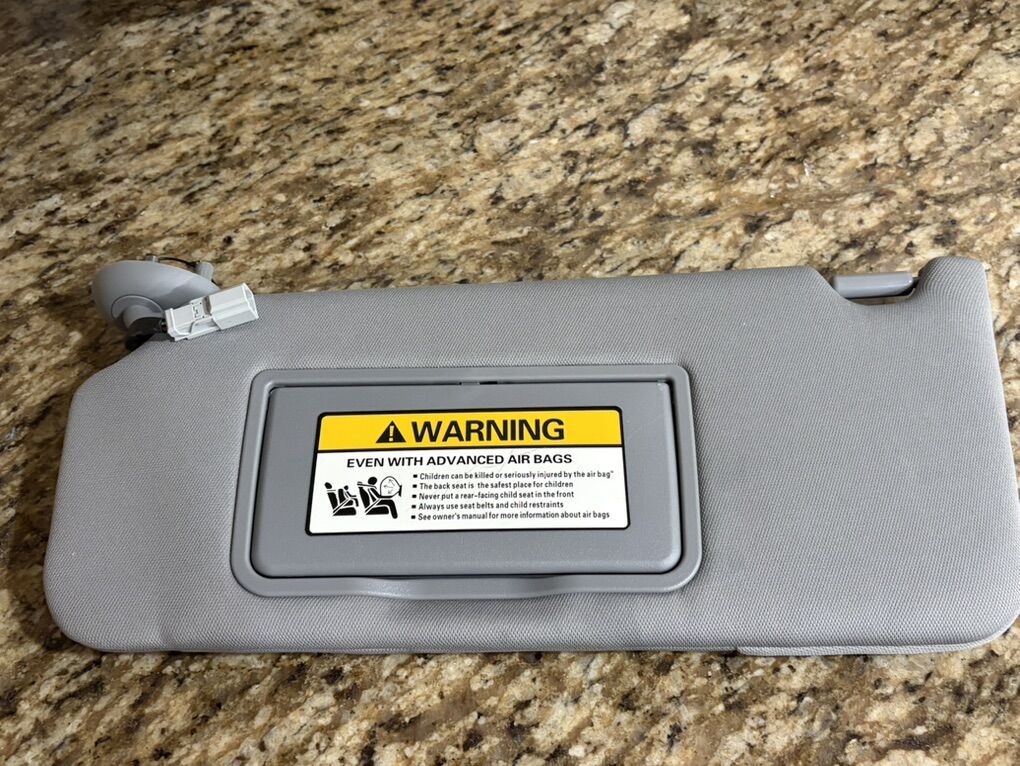 WARNING
EVEN WITH ADVANCED AIR BAGS
▪ Children can be killed or seriously injured by the air bag"
▪ The back seat is the safest place for children
▪ Never put a rear-facing child seat in the front
▪ Always use seat belts and child restraints
▪ See owner's manual for more information about air bags